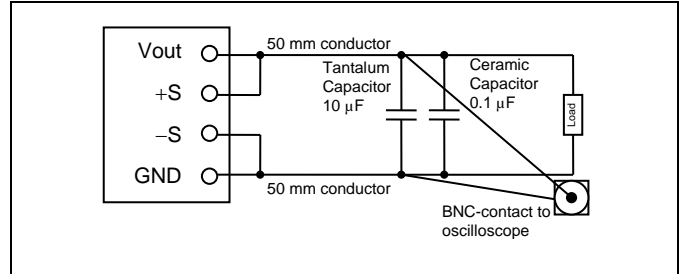 Vout
+S
−S
GND
50 mm conductor
Tantalum
Capacitor
10 μF
Ceramic
Capacitor
0.1 μF
Load
50 mm conductor
BNC-contact to
oscilloscope